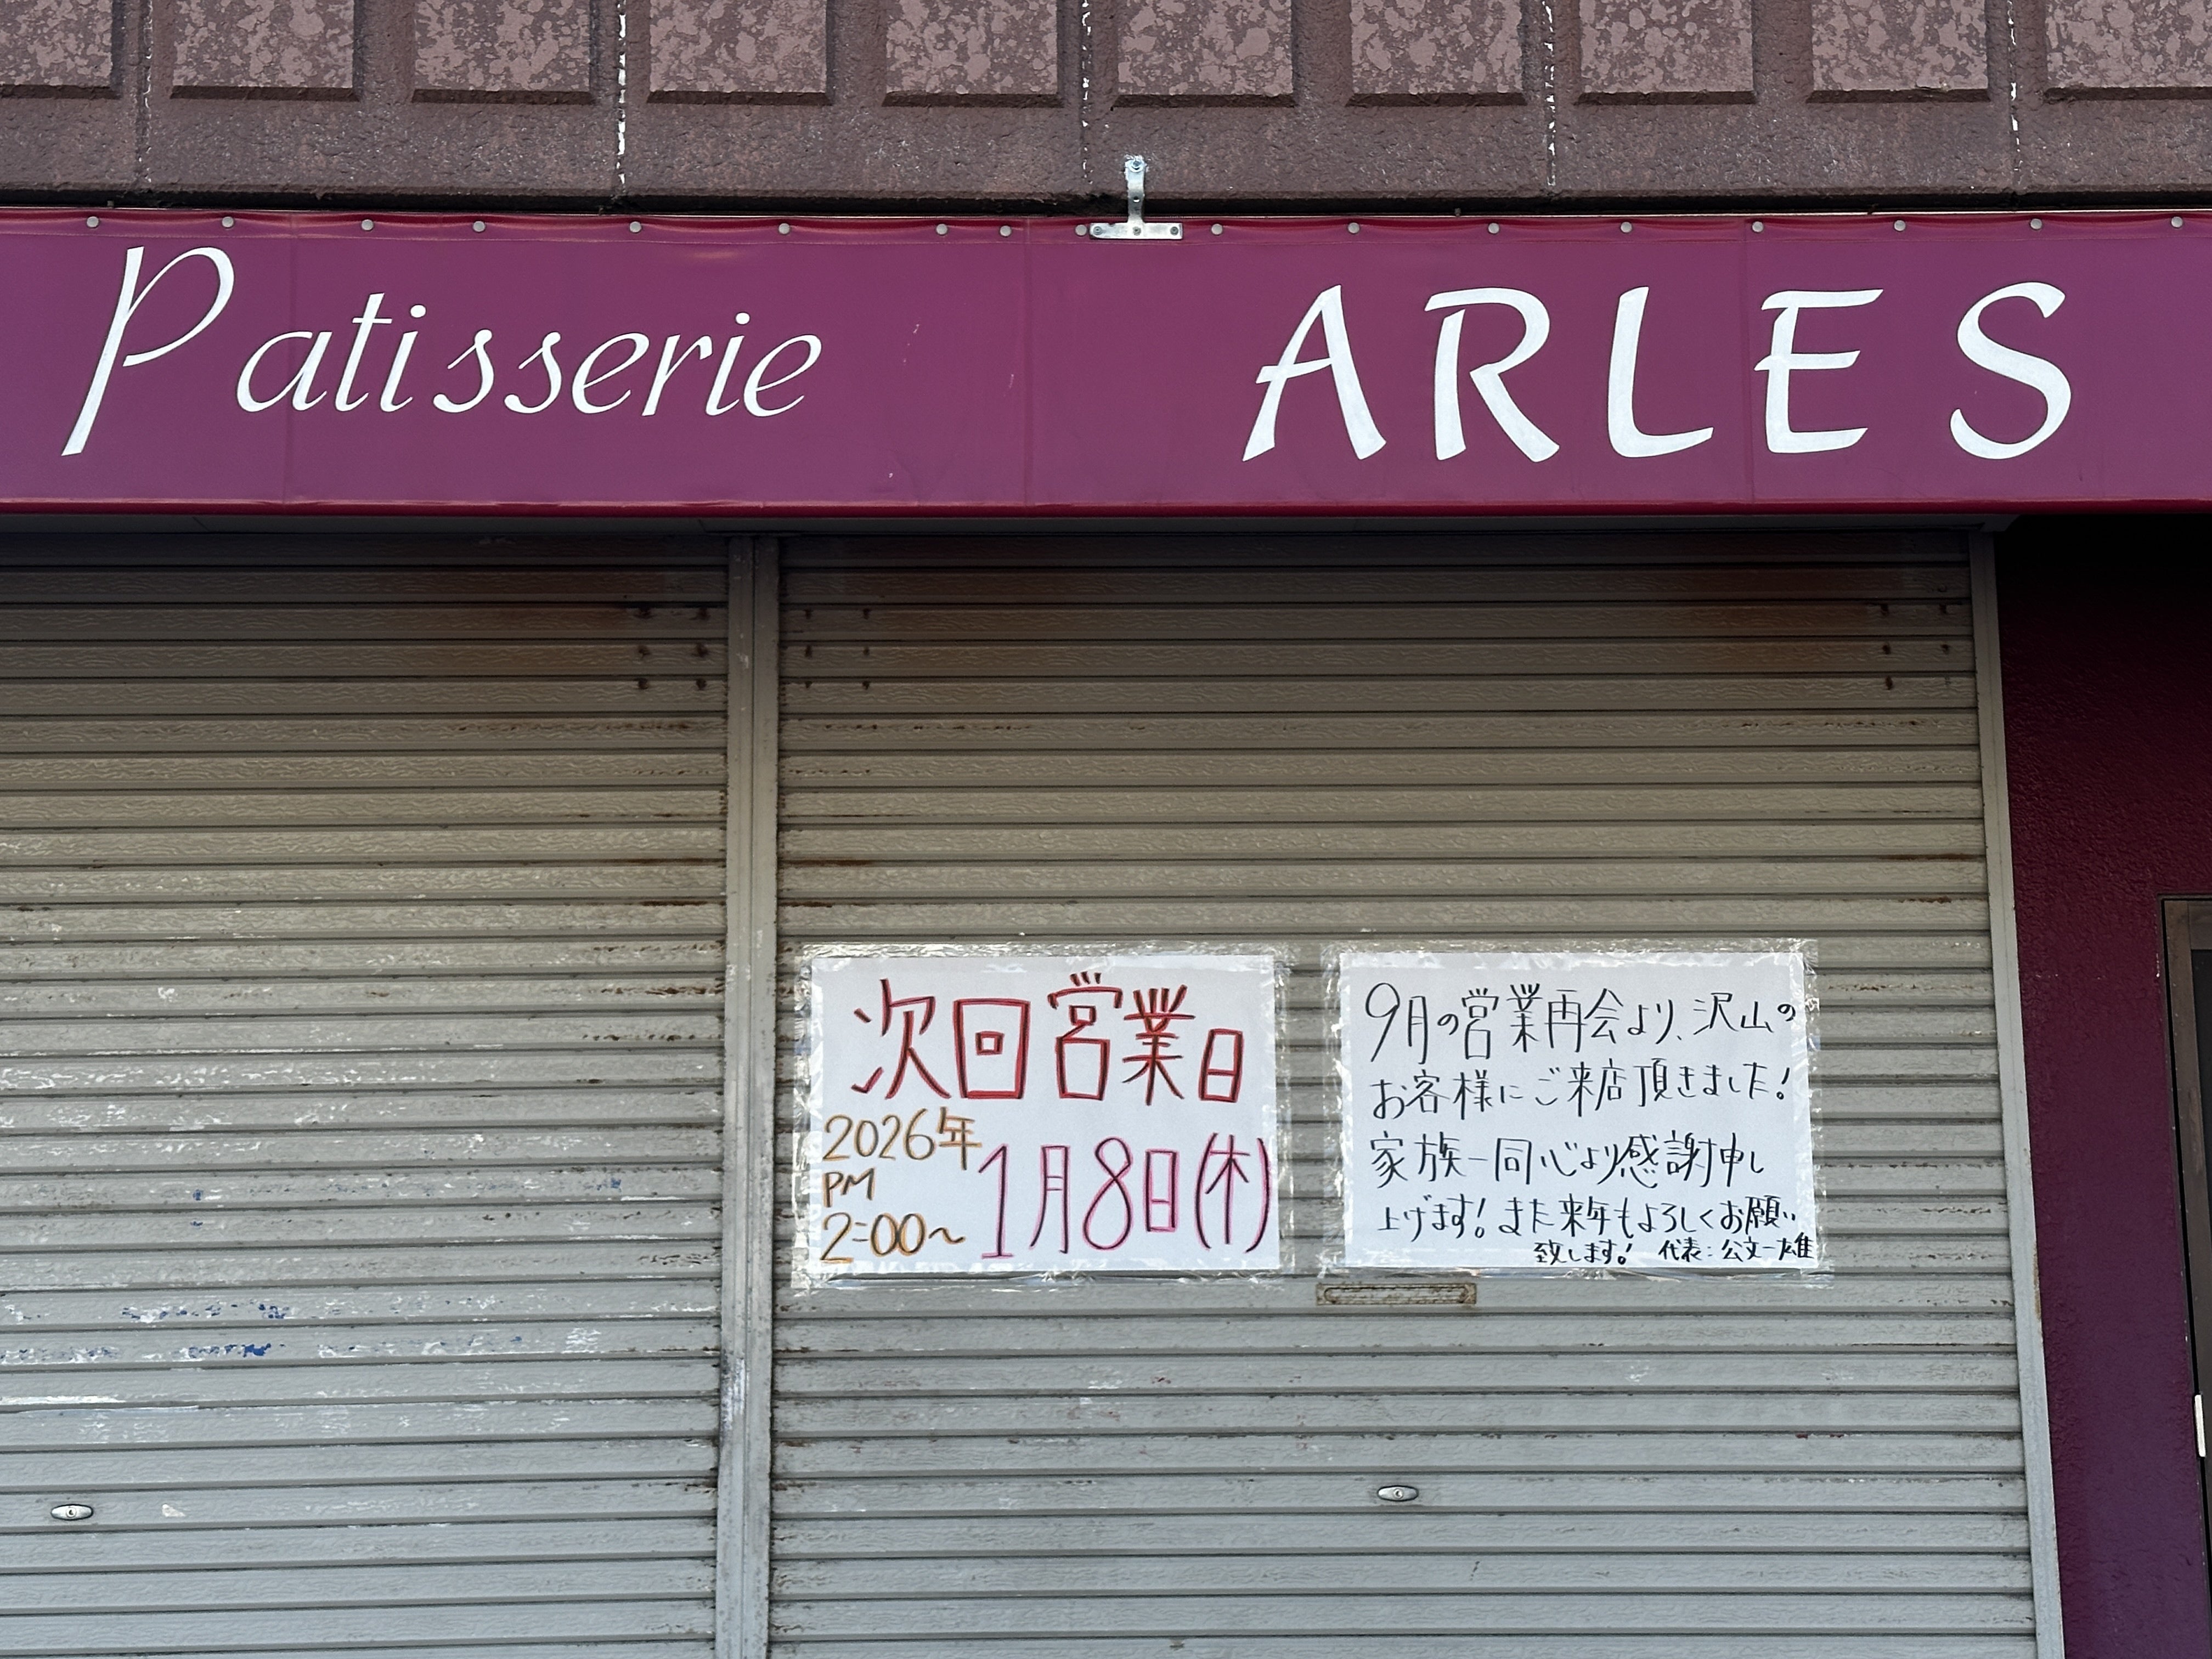 Patisserie ARLES
次回営業日
2026年
PM
2:00〜
1月8日(木)
9月の営業再会より、沢山の
お客様にご来店頂きました!
家族一同心より感謝申し
上げます!また来年もよろしくお願い
致します! 代表:公文一雄